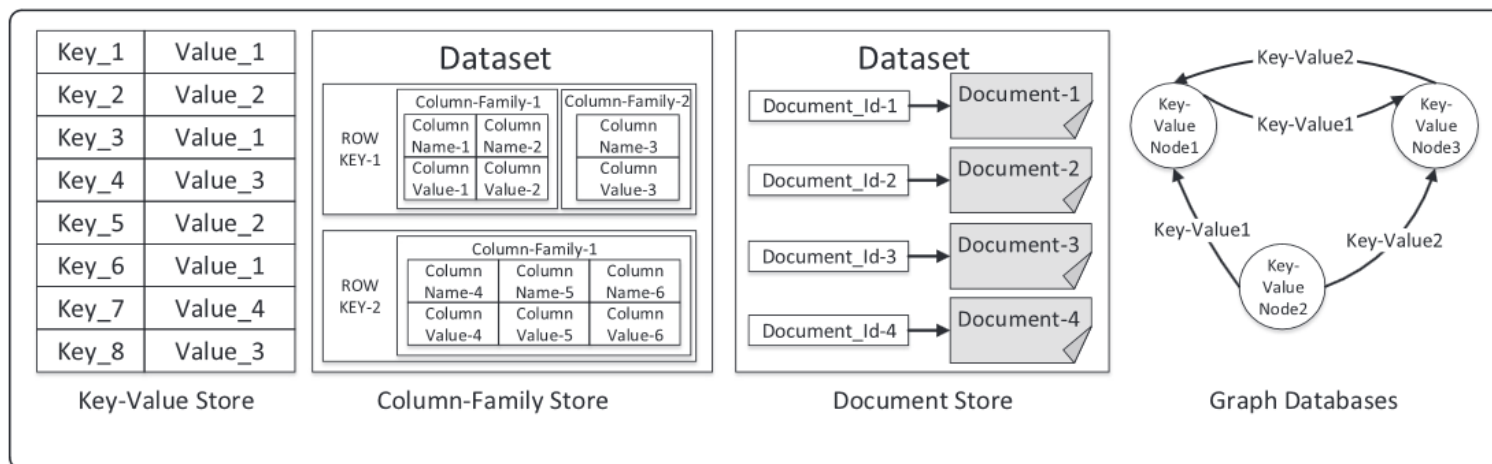 Key_1 Value_1
Key_2 Value_2
Key_3 Value_1
Key_4 Value_3
Key_5 Value_2
Key_6 Value_1
Key_7 Value_4
Key_8 Value_3
Key-Value Store
Dataset
ROW
KEY-1
Column-Family-1
Column
Name-1
Column
Name-2
Column
Value-1
Column
Value-2
Column-Family-2
Column
Name-3
Column
Value-3
ROW
KEY-2
Column-Family-1
Column
Name-4
Column
Name-5
Column
Name-6
Column
Value-4
Column
Value-5
Column
Value-6
Column-Family Store
Dataset
Document_Id-1
Document-1
Document_Id-2
Document-2
Document_Id-3
Document-3
Document_Id-4
Document-4
Document Store
Key-Value2
Key-
Value
Node1
Key-Value1
Key-
Value
Node3
Key-Value1
Key-Value2
Key-
Value
Node2
Graph Databases